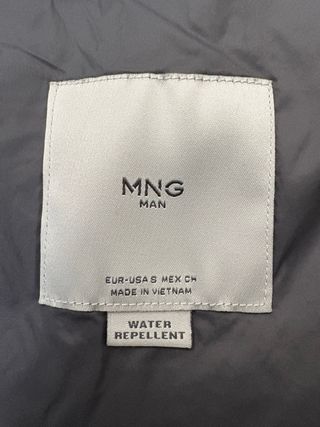 MNG
MAN
EUR-USA S MEX CH
MADE IN VIETNAM
WATER
REPELLENT